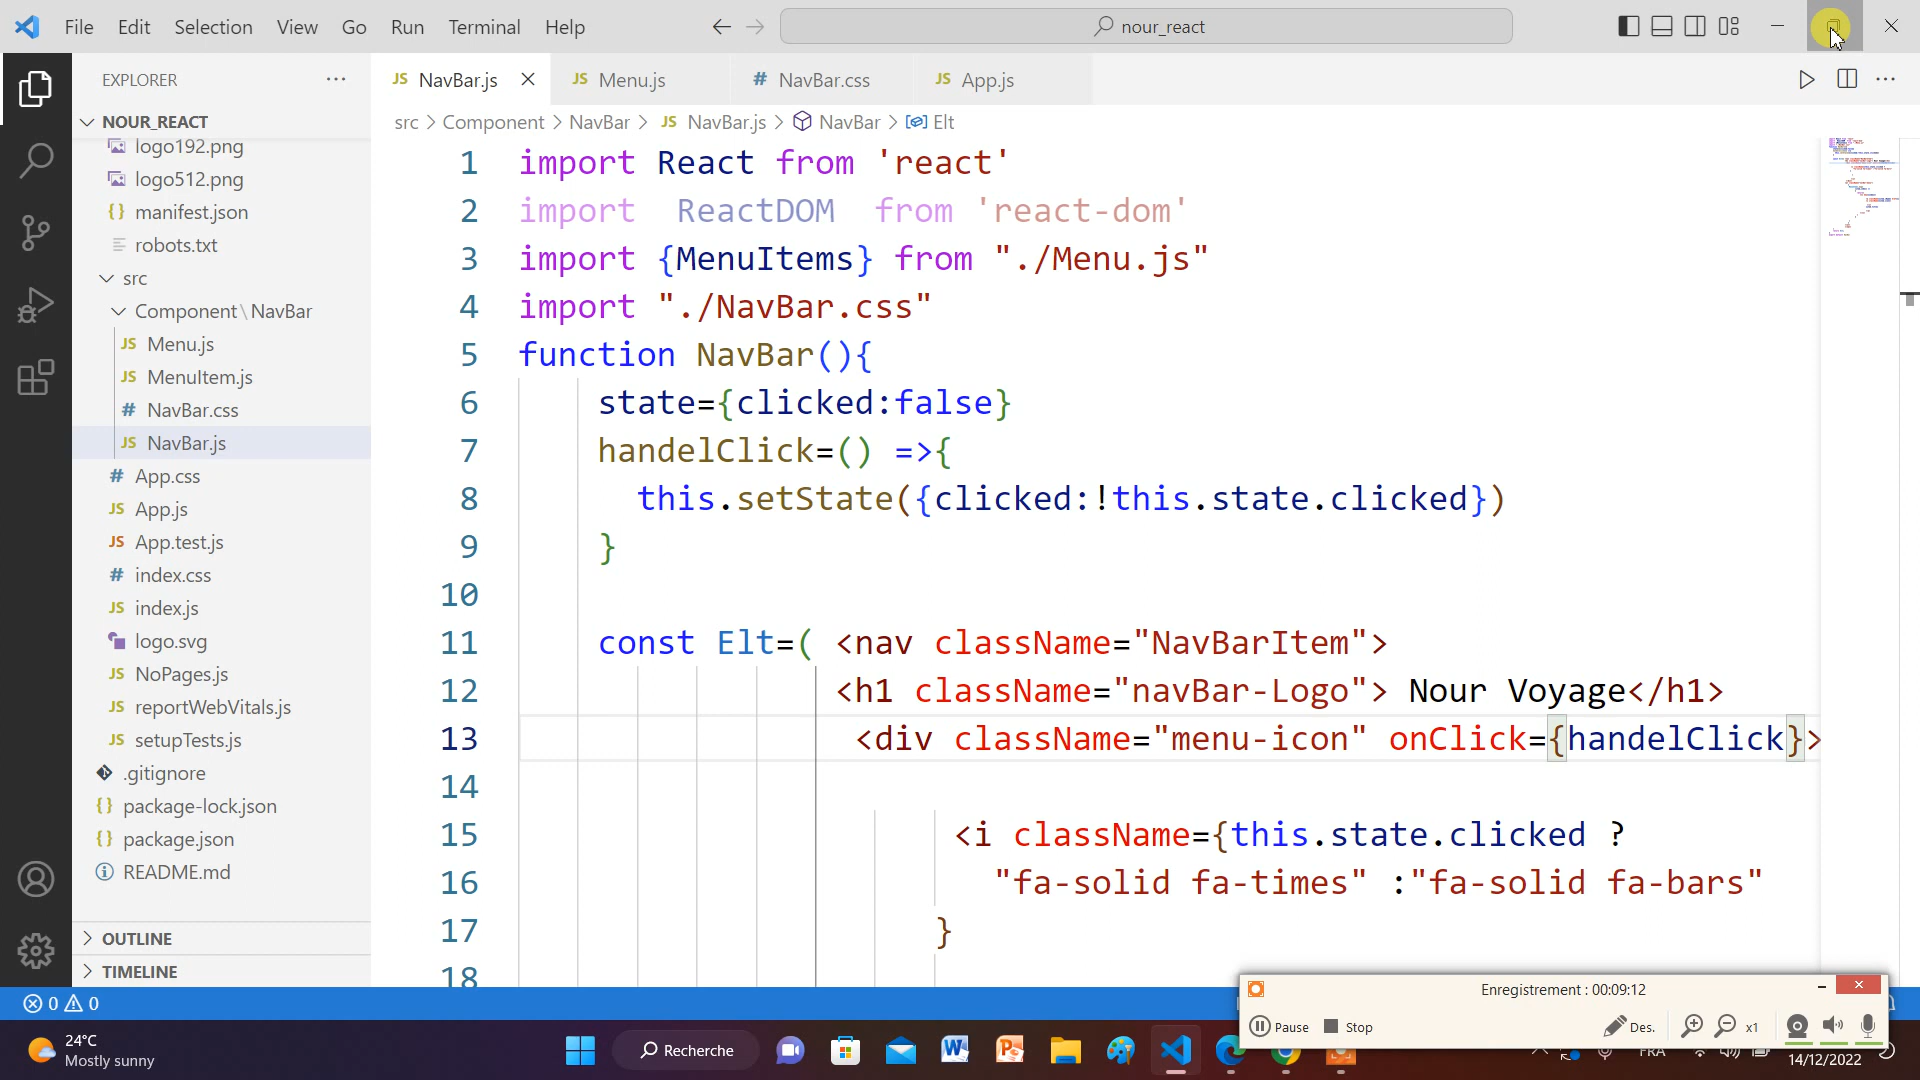 File Edit Selection View Go Run Terminal Help
nour_react
EXPLORER
NavBar.js
Menu.js
NavBar.css
App.js
NOUR_REACT
logo192.png
logo512.png
manifest.json
robots.txt
src
Component\NavBar
Menu.js
MenuItem.js
NavBar.css
NavBar.js
App.css
App.js
App.test.js
index.css
index.js
logo.svg
NoPages.js
reportWebVitals.js
setupTests.js
.gitignore
package-lock.json
package.json
README.md
OUTLINE
TIMELINE
src > Component > NavBar > JS NavBar.js > NavBar > Elt
1 import React from 'react'
2 import  ReactDOM  from 'react-dom'
3 import {MenuItems} from "./Menu.js"
4 import "./NavBar.css"
5 function NavBar(){
6 state={clicked:false}
7 handelClick=() =>{
8 this.setState({clicked:!this.state.clicked})
9 }
10
11 const Elt=( <nav className="NavBarItem">
12 <h1 className="navBar-Logo"> Nour Voyage</h1>
13 <div className="menu-icon" onClick={handelClick}>
14
15 <i className={this.state.clicked ?
16 "fa-solid fa-times" :"fa-solid fa-bars"
17 }
18
0 0
Enregistrement : 00:09:12
Pause Stop Des. x1
24°C
Mostly sunny
Recherche
FRA
14/12/2022